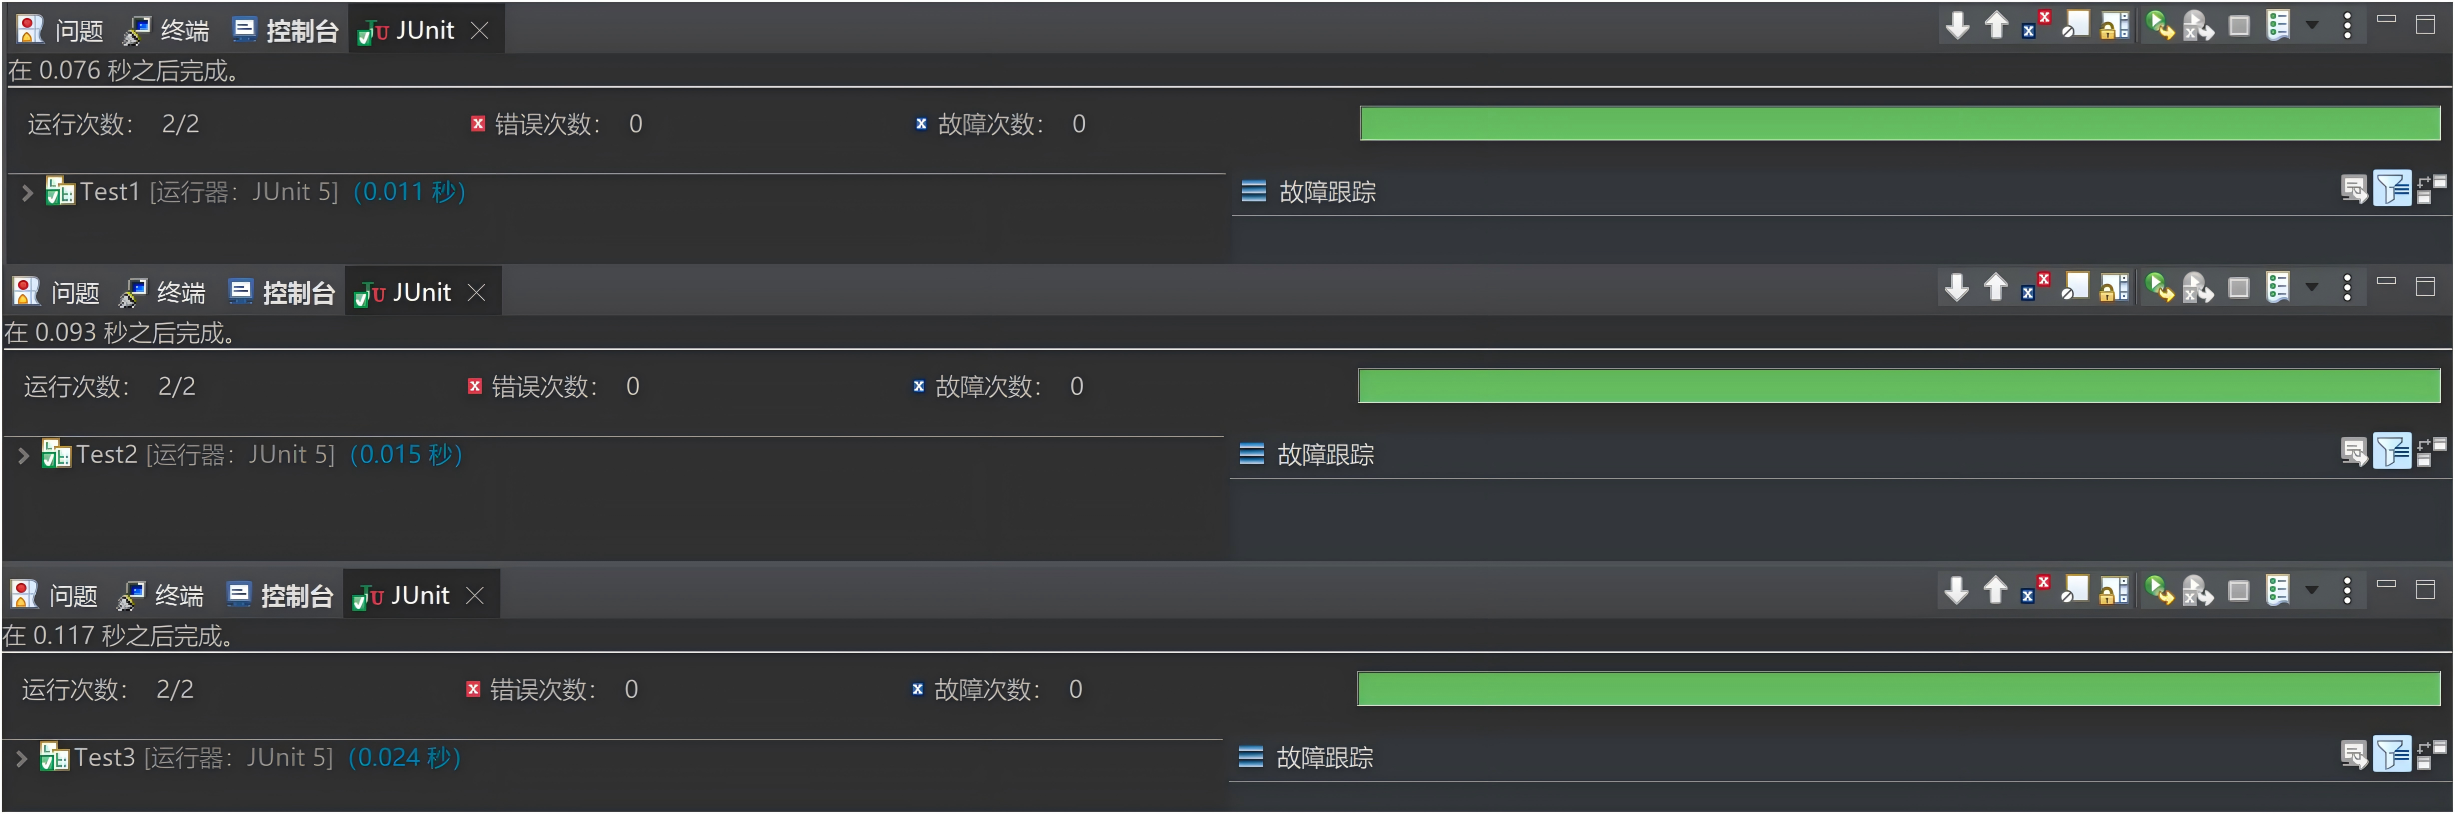 问题 终端 控制台 JUnit
在 0.076 秒之后完成。
运行次数： 2/2 错误次数： 0 故障次数： 0
Test1 [运行器：JUnit 5] (0.011 秒) 故障跟踪
问题 终端 控制台 JUnit
在 0.093 秒之后完成。
运行次数： 2/2 错误次数： 0 故障次数： 0
Test2 [运行器：JUnit 5] (0.015 秒) 故障跟踪
问题 终端 控制台 JUnit
在 0.117 秒之后完成。
运行次数： 2/2 错误次数： 0 故障次数： 0
Test3 [运行器：JUnit 5] (0.024 秒) 故障跟踪